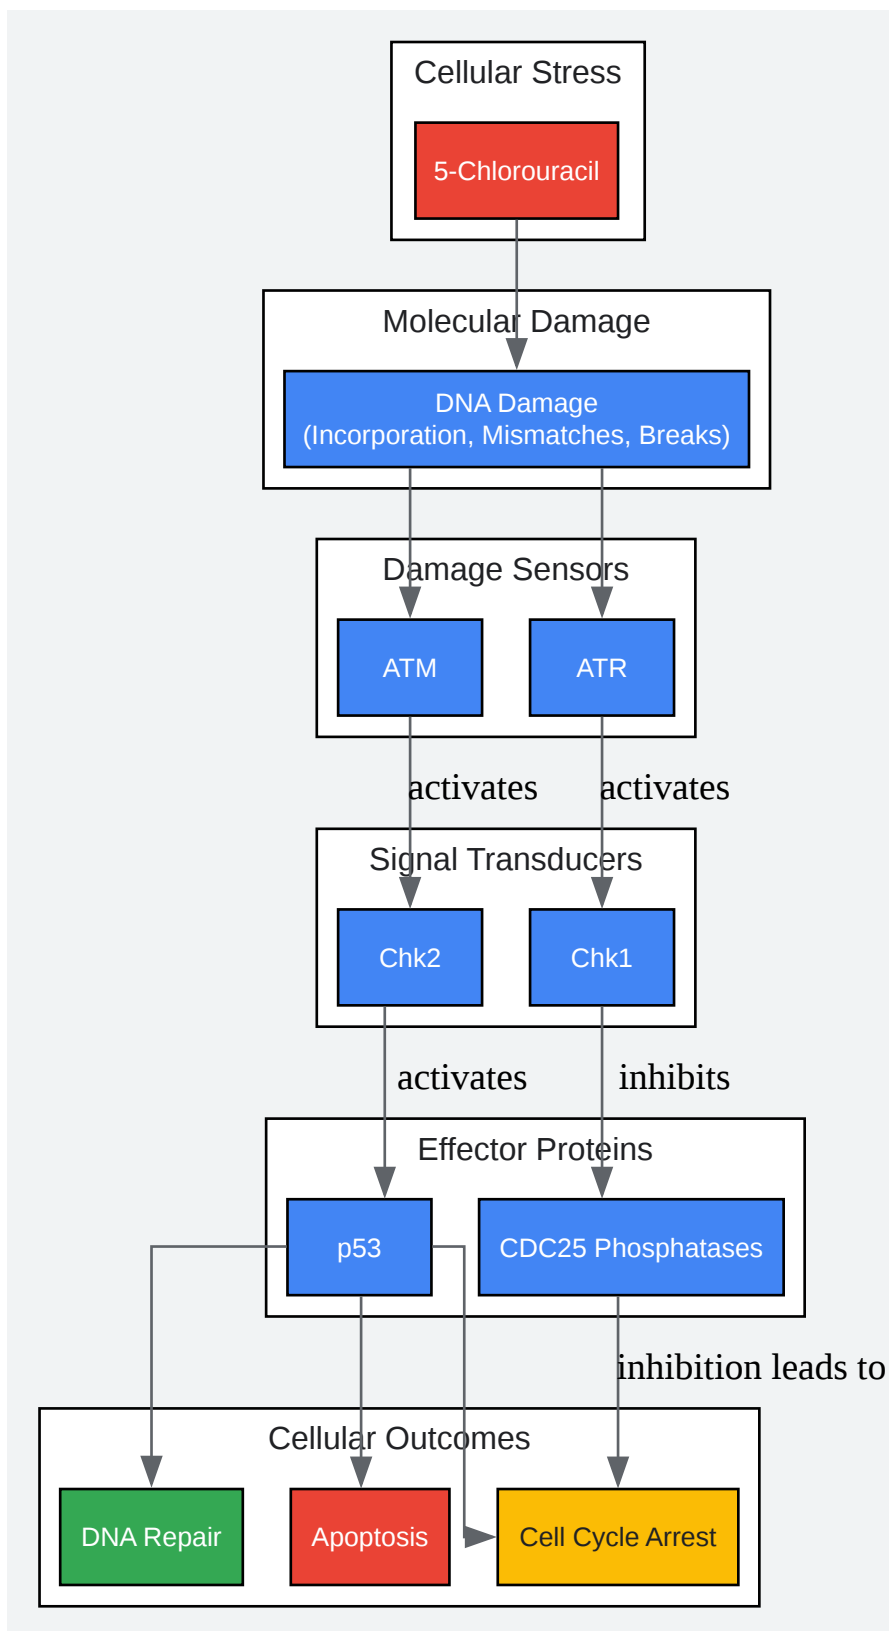 Cellular Stress
5-Chlorouracil
Molecular Damage
DNA Damage
(Incorporation, Mismatches, Breaks)
Damage Sensors
ATM
ATR
activates
activates
Signal Transducers
Chk2
Chk1
activates
inhibits
Effector Proteins
p53
CDC25 Phosphatases
inhibition leads to
Cellular Outcomes
DNA Repair
Apoptosis
Cell Cycle Arrest